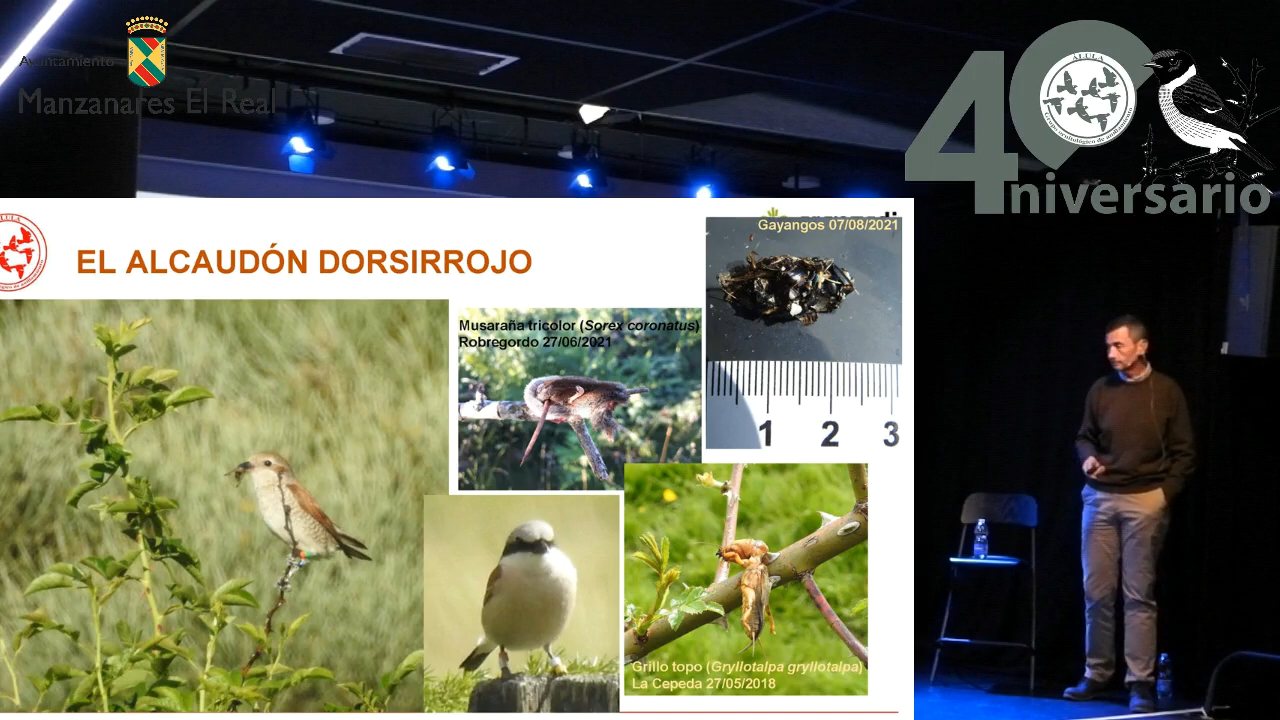 Ayuntamiento
Manzanares El Real
ALULA
40
niversario
EL ALCAUDÓN DORSIRROJO
Gayangos 07/08/2021
Musaraña tricolor (Sorex coronatus)
Robregordo 27/06/2021
1 2 3
Grillo topo (Gryllotalpa gryllotalpa)
La Cepeda 27/05/2018